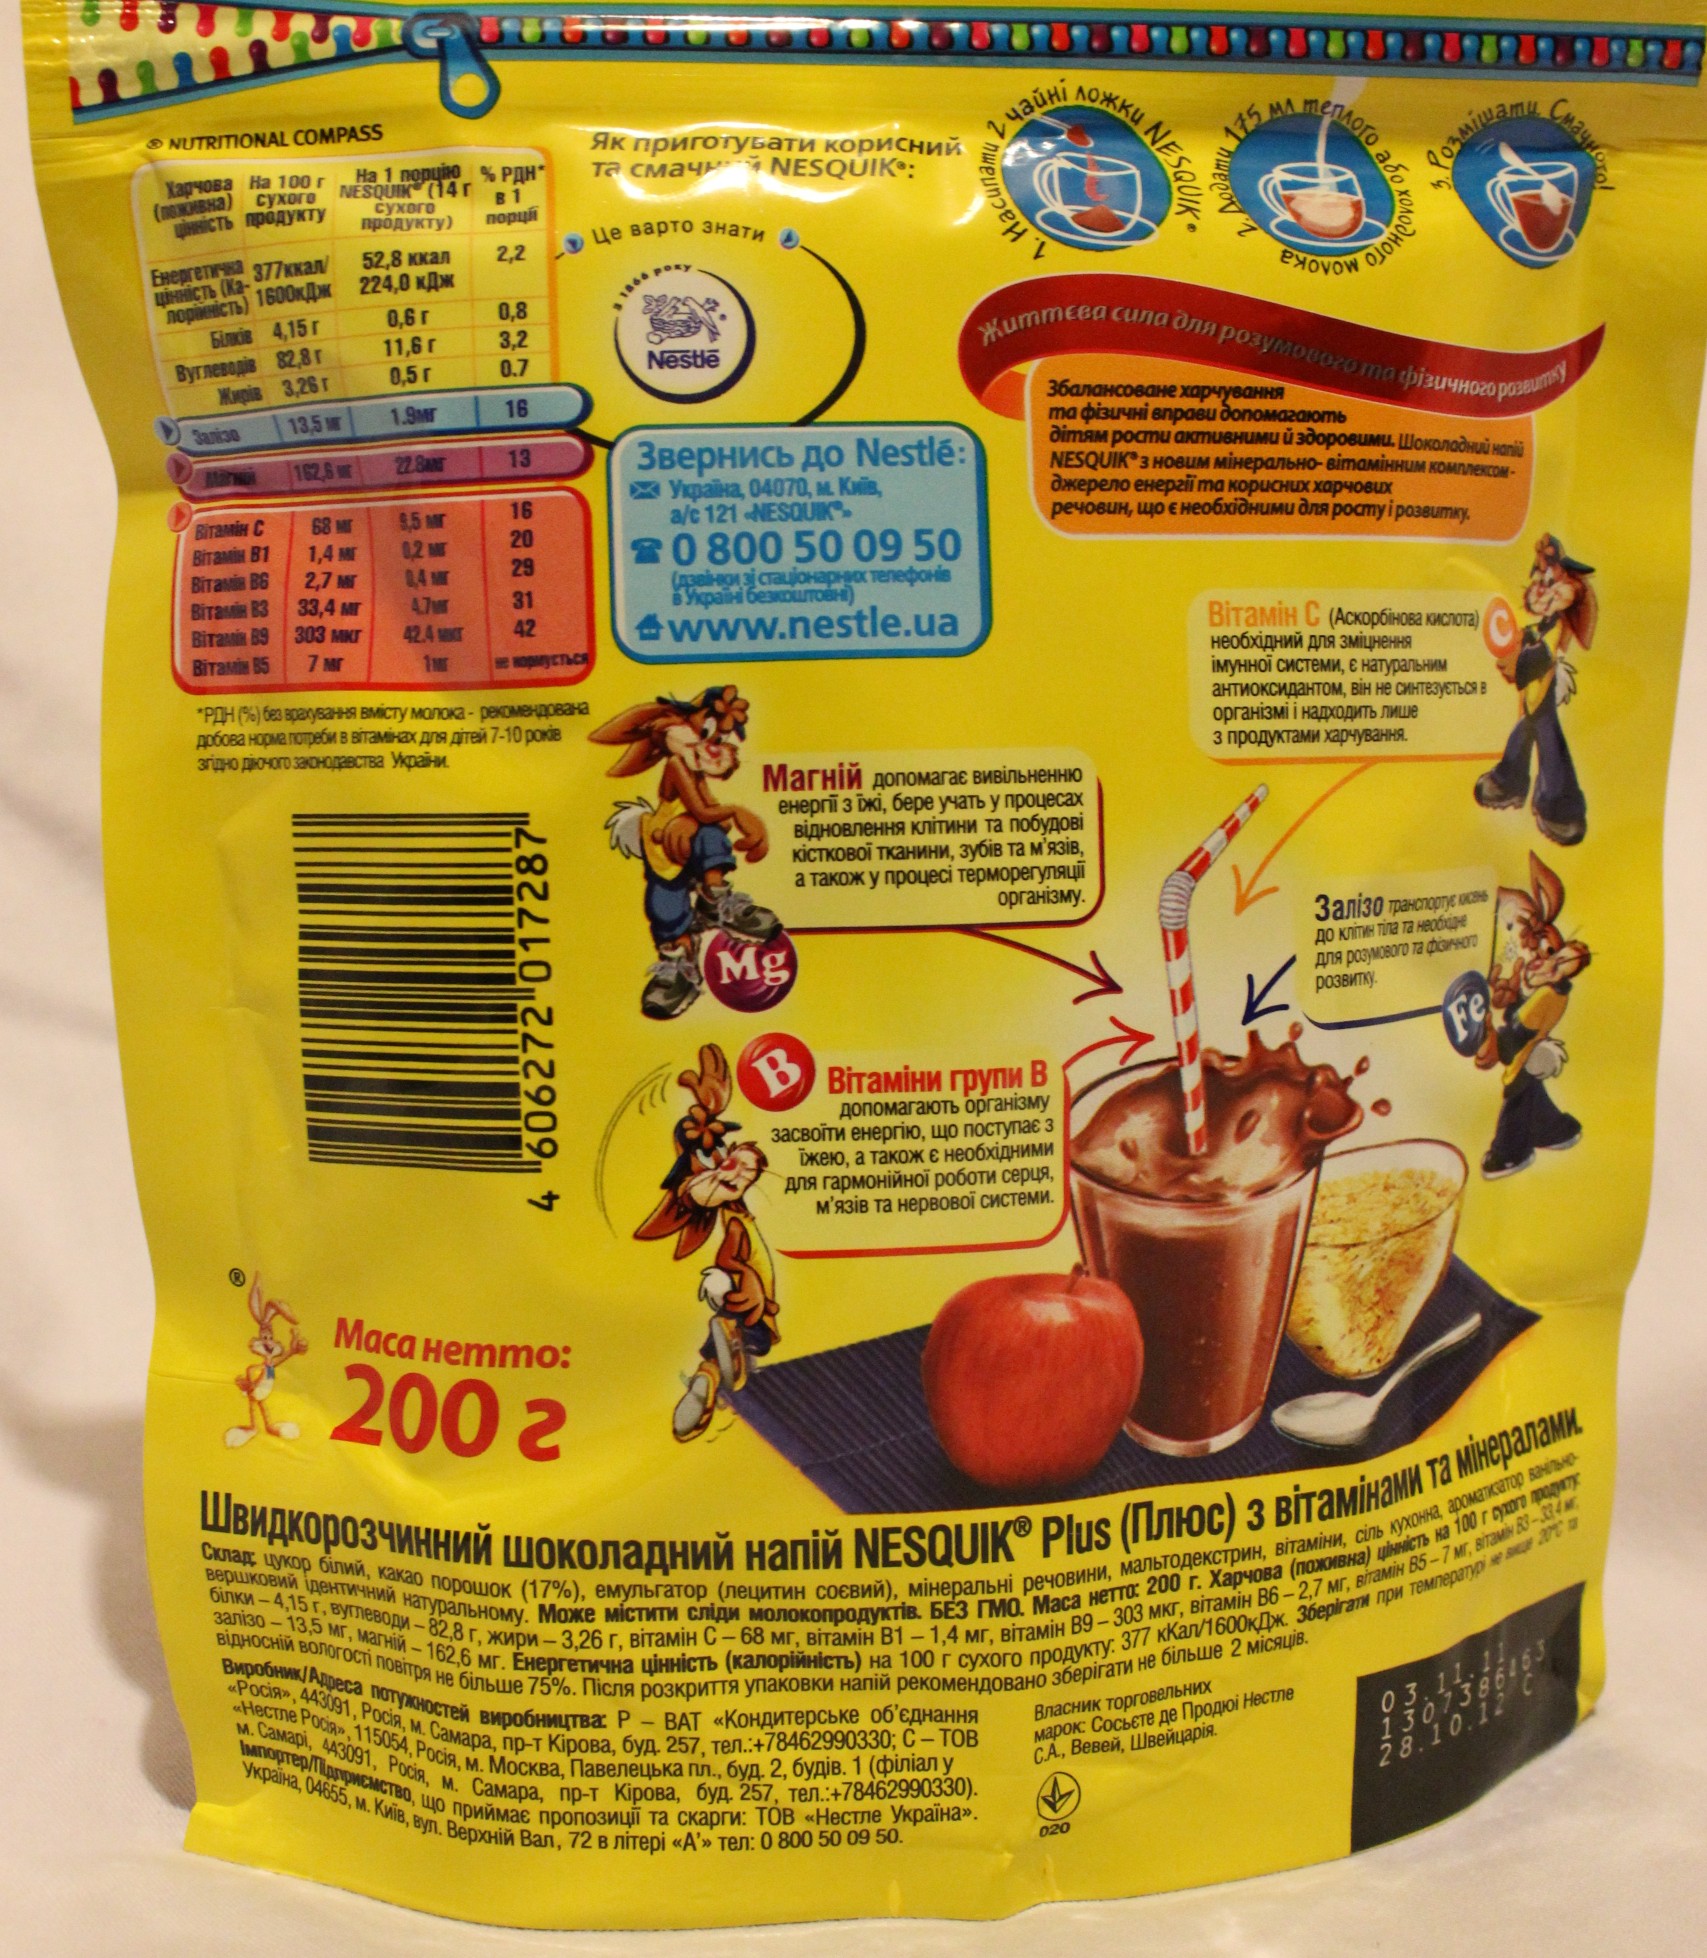 ® NUTRITIONAL COMPASS
Харчова (поживна) цінність | На 100 г сухого продукту | На 1 порцію NESQUIK® (14 г сухого продукту) | % РДН* в 1 порції
Енергетична цінність (Калорійність) 377ккал/1600кДж 52,8 ккал 224,0 кДж 2,2
Білків 4,15 г 0,6 г 0,8
Вуглеводів 82,8 г 11,6 г 3,2
Жирів 3,26 г 0,5 г 0.7
Залізо 13,5 мг 1.9мг 16
Магній 162,6 мг 22.8мг 13
Вітамін C 68 мг 9,5 мг 16
Вітамін B1 1,4 мг 0,2 мг 20
Вітамін B6 2,7 мг 0,4 мг 29
Вітамін B3 33,4 мг 4.7мг 31
Вітамін B9 303 мкг 42.4 мкг 42
Вітамін B5 7 мг 1мг не нормується
*РДН (%) без врахування вмісту молока - рекомендована
добова норма потреби в вітамінах для дітей 7-10 років
згідно діючого законодавства України.
Як приготувати корисний
та смачний NESQUIK®:
1. Насипати 2 чайні ложки NESQUIK®
2. Додати 175 мл теплого або холодного молока
3. Розмішати. Смачного!
Це варто знати
з 1866 року
Nestlé
Звернись до Nestlé:
Україна, 04070, м. Київ,
а/с 121 «NESQUIK®»
0 800 50 09 50
(дзвінки зі стаціонарних телефонів
в Україні безкоштовні)
www.nestle.ua
Життєва сила для розумового та фізичного розвитку
Збалансоване харчування
та фізичні вправи допомагають
дітям рости активними й здоровими. Шоколадний напій
NESQUIK® з новим мінерально- вітамінним комплексом -
джерело енергії та корисних харчових
речовин, що є необхідними для росту і розвитку.
Вітамін C (Аскорбінова кислота)
необхідний для зміцнення
імунної системи, є натуральним
антиоксидантом, він не синтезується в
організмі і надходить лише
з продуктами харчування.
C
Магній допомагає вивільненню
енергії з їжі, бере учать у процесах
відновлення клітини та побудові
кісткової тканини, зубів та м'язів,
а також у процесі терморегуляції
організму.
Mg
Залізо транспортує кисень
до клітин тіла та необхідне
для розумового та фізичного
розвитку.
Fe
B
Вітаміни групи B
допомагають організму
засвоїти енергію, що поступає з
їжею, а також є необхідними
для гармонійної роботи серця,
м'язів та нервової системи.
4 606272 017287
®
Маса нетто:
200 г
Швидкорозчинний шоколадний напій NESQUIK® Plus (Плюс) з вітамінами та мінералами.
Склад: цукор білий, какао порошок (17%), емульгатор (лецитин соєвий), мінеральні речовини, мальтодекстрин, вітаміни, сіль кухонна, ароматизатор ванільно-
вершковий ідентичний натуральному. Може містити сліди молокопродуктів. БЕЗ ГМО. Маса нетто: 200 г. Харчова (поживна) цінність на 100 г сухого продукту:
білки – 4,15 г, вуглеводи – 82,8 г, жири – 3,26 г, вітамін C – 68 мг, вітамін B1 – 1,4 мг, вітамін B9 – 303 мкг, вітамін B6 – 2,7 мг, вітамін B5 – 7 мг, вітамін B3 – 33,4 мг,
залізо – 13,5 мг, магній – 162,6 мг. Енергетична цінність (калорійність) на 100 г сухого продукту: 377 кКал/1600кДж. Зберігати при температурі не вище 20°C та
відносній вологості повітря не більше 75%. Після розкриття упаковки напій рекомендовано зберігати не більше 2 місяців.
Виробник/Адреса потужностей виробництва: Р – ВАТ «Кондитерське об'єднання
«Росія», 443091, Росія, м. Самара, пр-т Кірова, буд. 257, тел.:+78462990330; С – ТОВ
«Нестле Росія», 115054, Росія, м. Москва, Павелецька пл., буд. 2, будів. 1 (філіал у
м. Самарі, 443091, Росія, м. Самара, пр-т Кірова, буд. 257, тел.:+78462990330).
Імпортер/Підприємство, що приймає пропозиції та скарги: ТОВ «Нестле Україна».
Україна, 04655, м. Київ, вул. Верхній Вал, 72 в літері «А'» тел: 0 800 50 09 50.
Власник торговельних
марок: Сосьєте де Продюі Нестле
С.А., Вевей, Швейцарія.
020
03.11.11
28.10.12 C